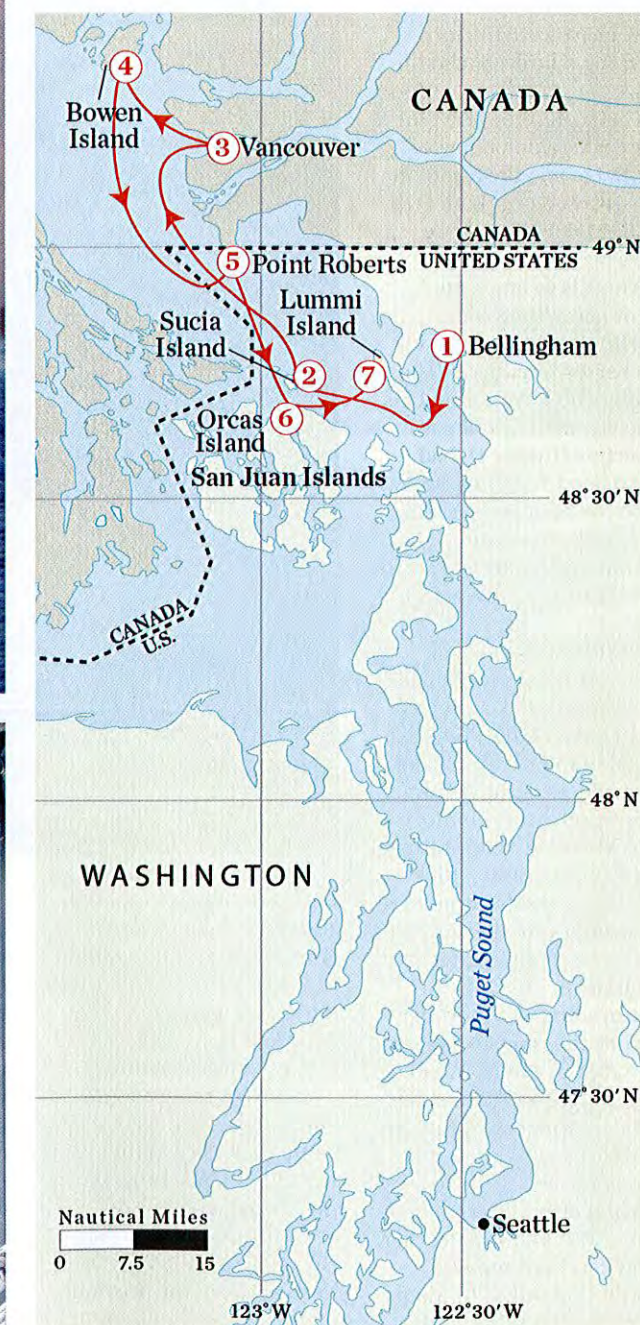 CANADA
4
Bowen
Island
3 Vancouver
CANADA
UNITED STATES
49°N
5 Point Roberts
Lummi
Island
Sucia
Island
1 Bellingham
2
7
6
Orcas
Island
San Juan Islands
48°30'N
CANADA
U.S.
48°N
WASHINGTON
Puget Sound
47°30'N
Nautical Miles
0 7.5 15
Seattle
123°W
122°30'W